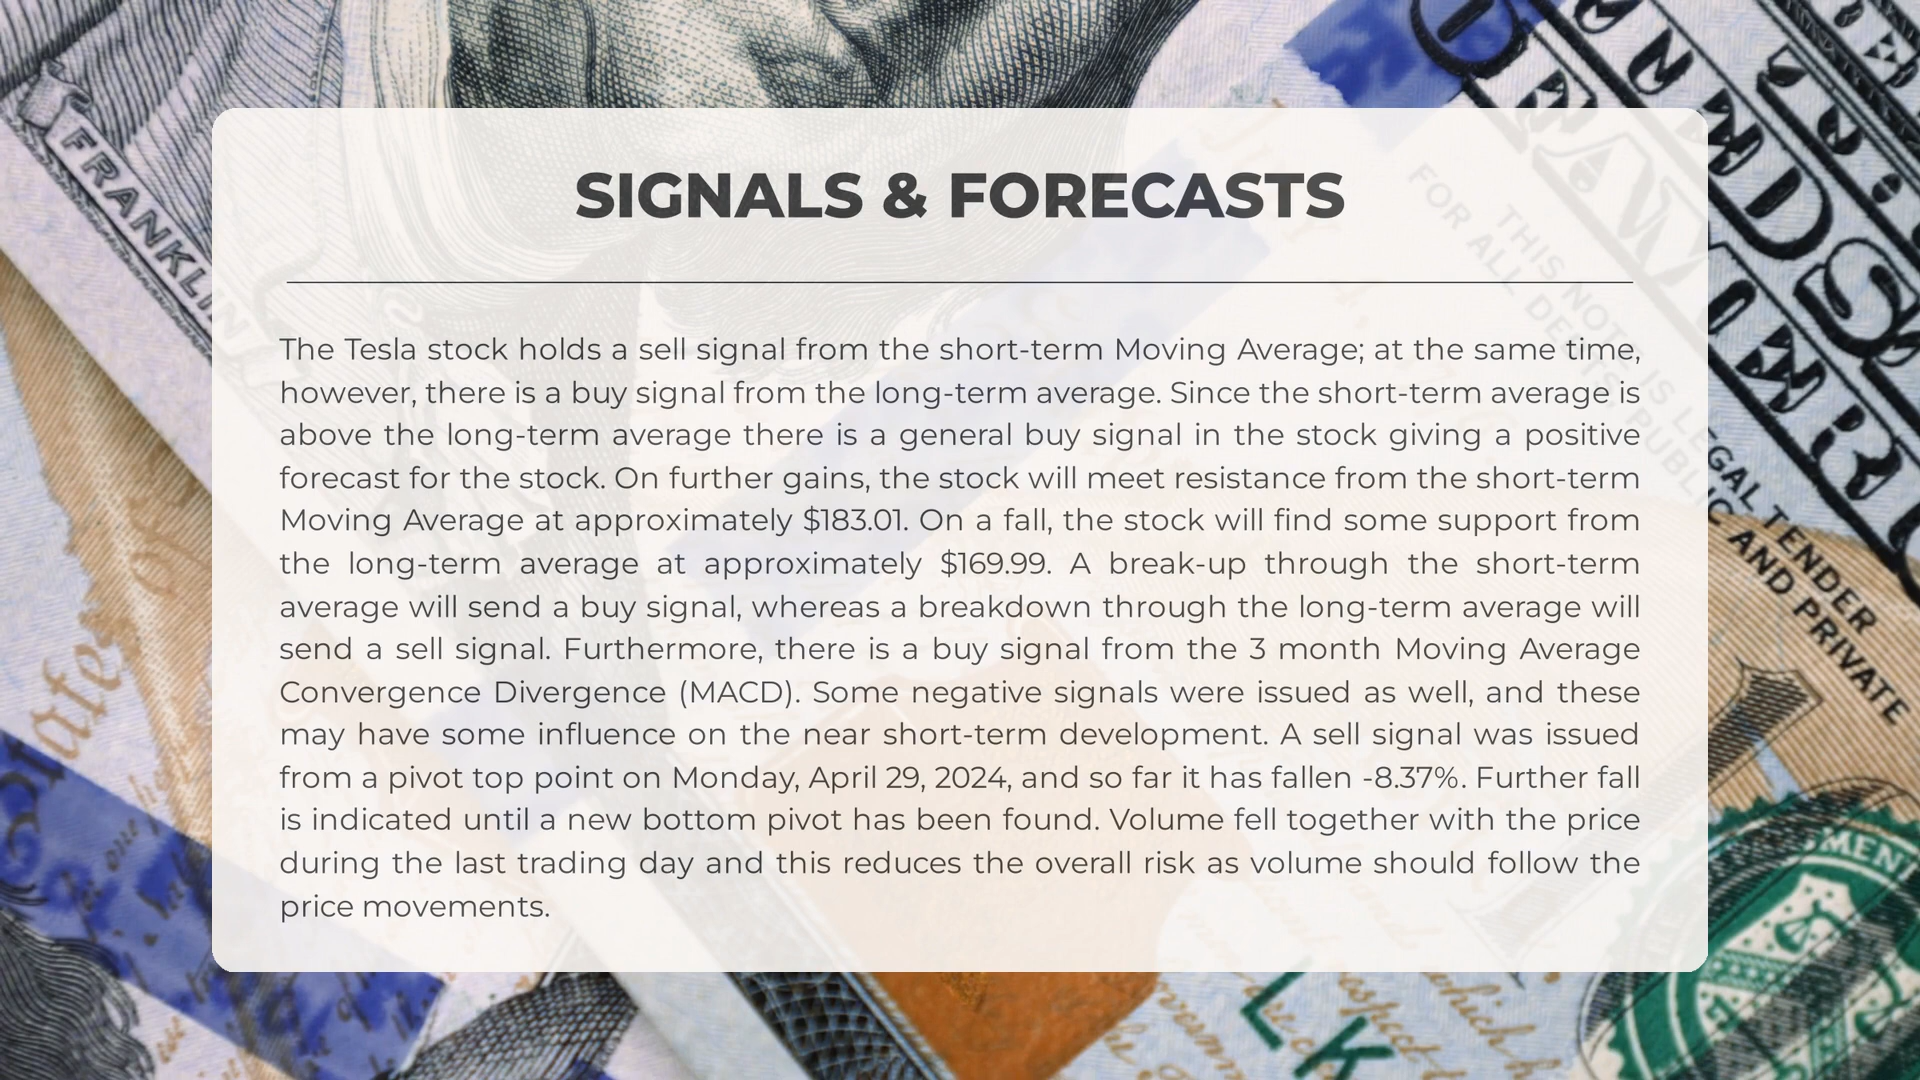 FRANKLIN
SIGNALS & FORECASTS
FOR ALL DEBTS, PUBLIC AND PRIVATE
THIS NOTE IS LEGAL TENDER
The Tesla stock holds a sell signal from the short-term Moving Average; at the same time,
however, there is a buy signal from the long-term average. Since the short-term average is
above the long-term average there is a general buy signal in the stock giving a positive
forecast for the stock. On further gains, the stock will meet resistance from the short-term
Moving Average at approximately $183.01. On a fall, the stock will find some support from
the long-term average at approximately $169.99. A break-up through the short-term
average will send a buy signal, whereas a breakdown through the long-term average will
send a sell signal. Furthermore, there is a buy signal from the 3 month Moving Average
Convergence Divergence (MACD). Some negative signals were issued as well, and these
may have some influence on the near short-term development. A sell signal was issued
from a pivot top point on Monday, April 29, 2024, and so far it has fallen -8.37%. Further fall
is indicated until a new bottom pivot has been found. Volume fell together with the price
during the last trading day and this reduces the overall risk as volume should follow the
price movements.
L K